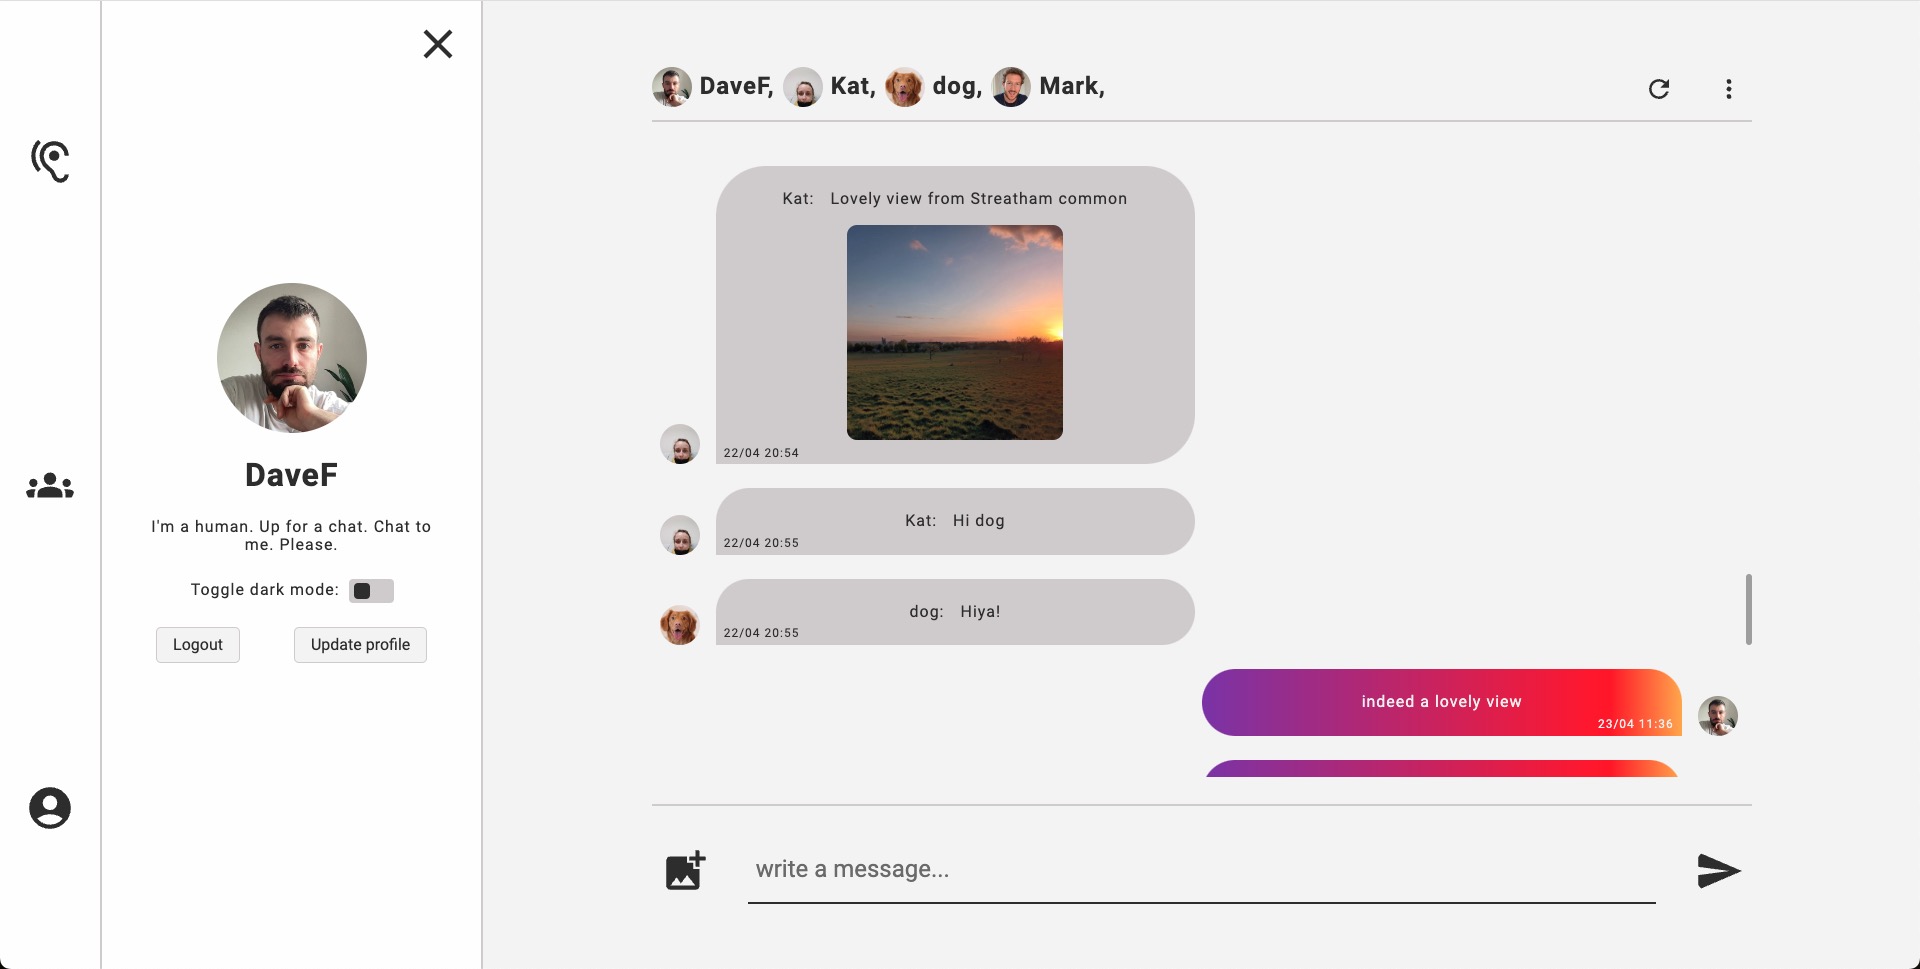 DaveF, Kat, dog, Mark,
Kat: Lovely view from Streatham common
22/04 20:54
Kat: Hi dog
22/04 20:55
dog: Hiya!
22/04 20:55
indeed a lovely view
23/04 11:36
write a message...
DaveF
I'm a human. Up for a chat. Chat to
me. Please.
Toggle dark mode:
Logout
Update profile